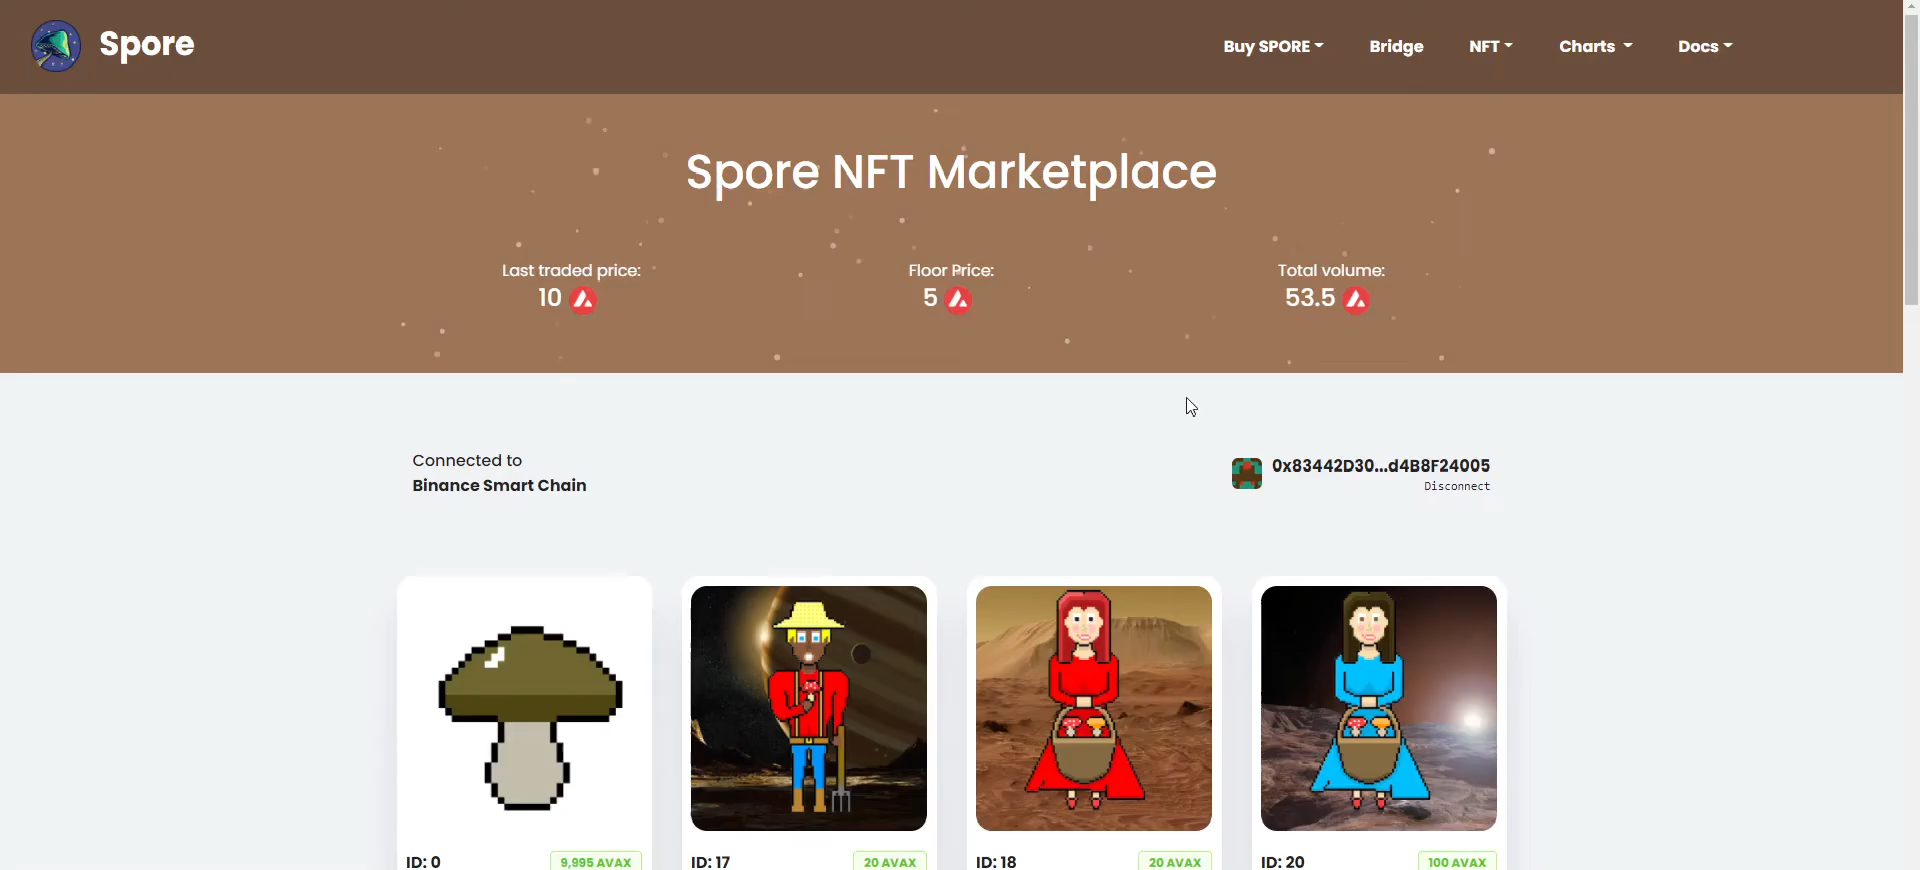 Spore
Buy SPORE
Bridge
NFT
Charts
Docs
Spore NFT Marketplace
Last traded price:
10
Floor Price:
5
Total volume:
53.5
Connected to
Binance Smart Chain
0x83442D30...d4B8F24005
Disconnect
ID: 0
9,995 AVAX
ID: 17
20 AVAX
ID: 18
20 AVAX
ID: 20
100 AVAX